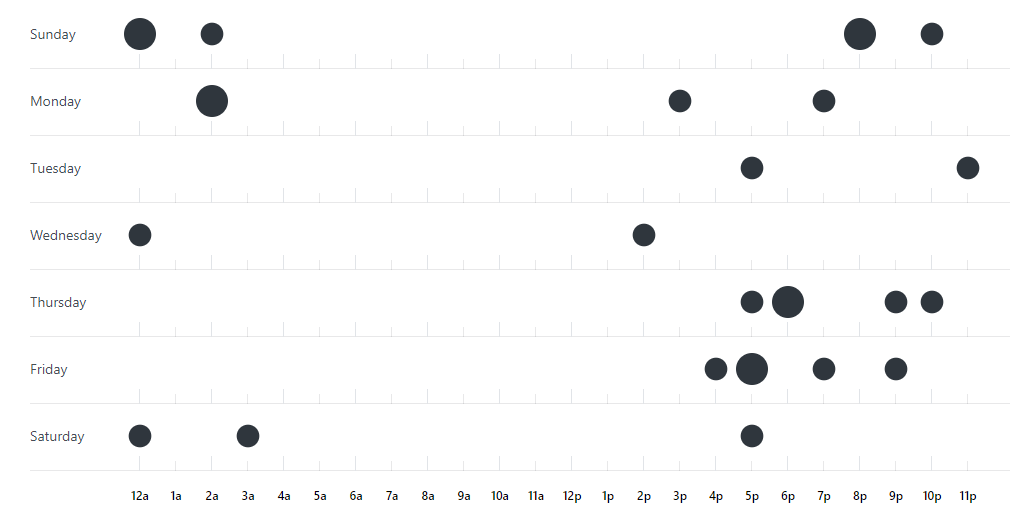 Sunday
Monday
Tuesday
Wednesday
Thursday
Friday
Saturday
12a 1a 2a 3a 4a 5a 6a 7a 8a 9a 10a 11a 12p 1p 2p 3p 4p 5p 6p 7p 8p 9p 10p 11p